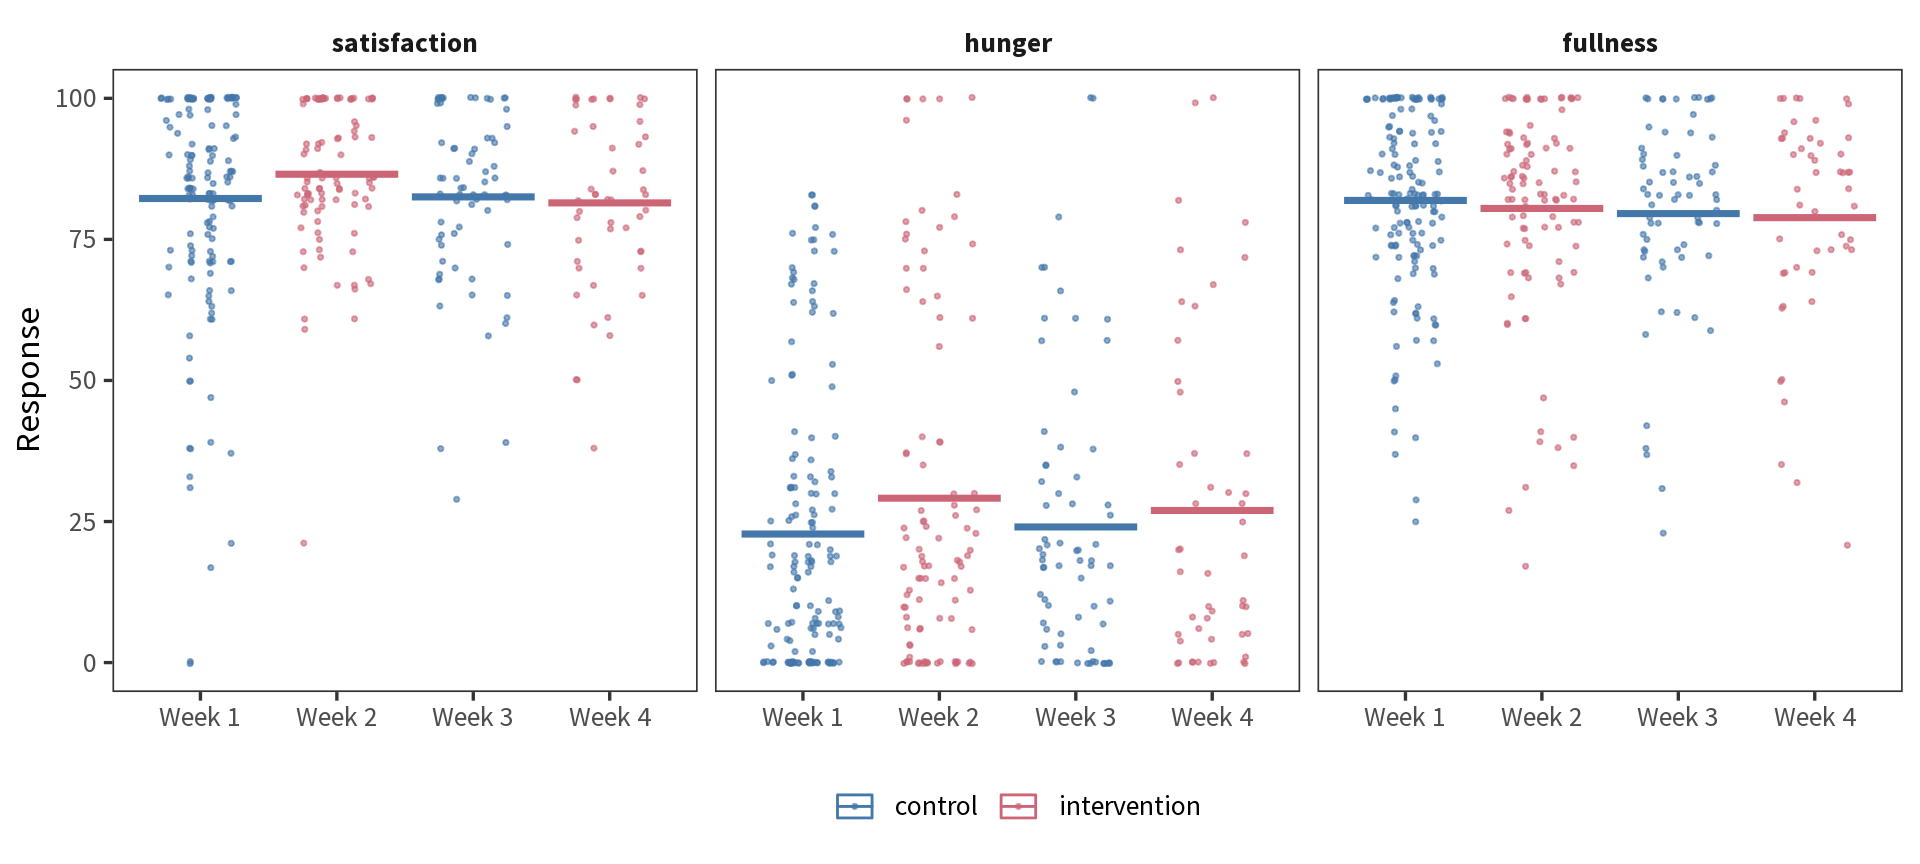 satisfaction hunger fullness
Response
100
75
50
25
0
Week 1 Week 2 Week 3 Week 4 Week 1 Week 2 Week 3 Week 4 Week 1 Week 2 Week 3 Week 4
control intervention